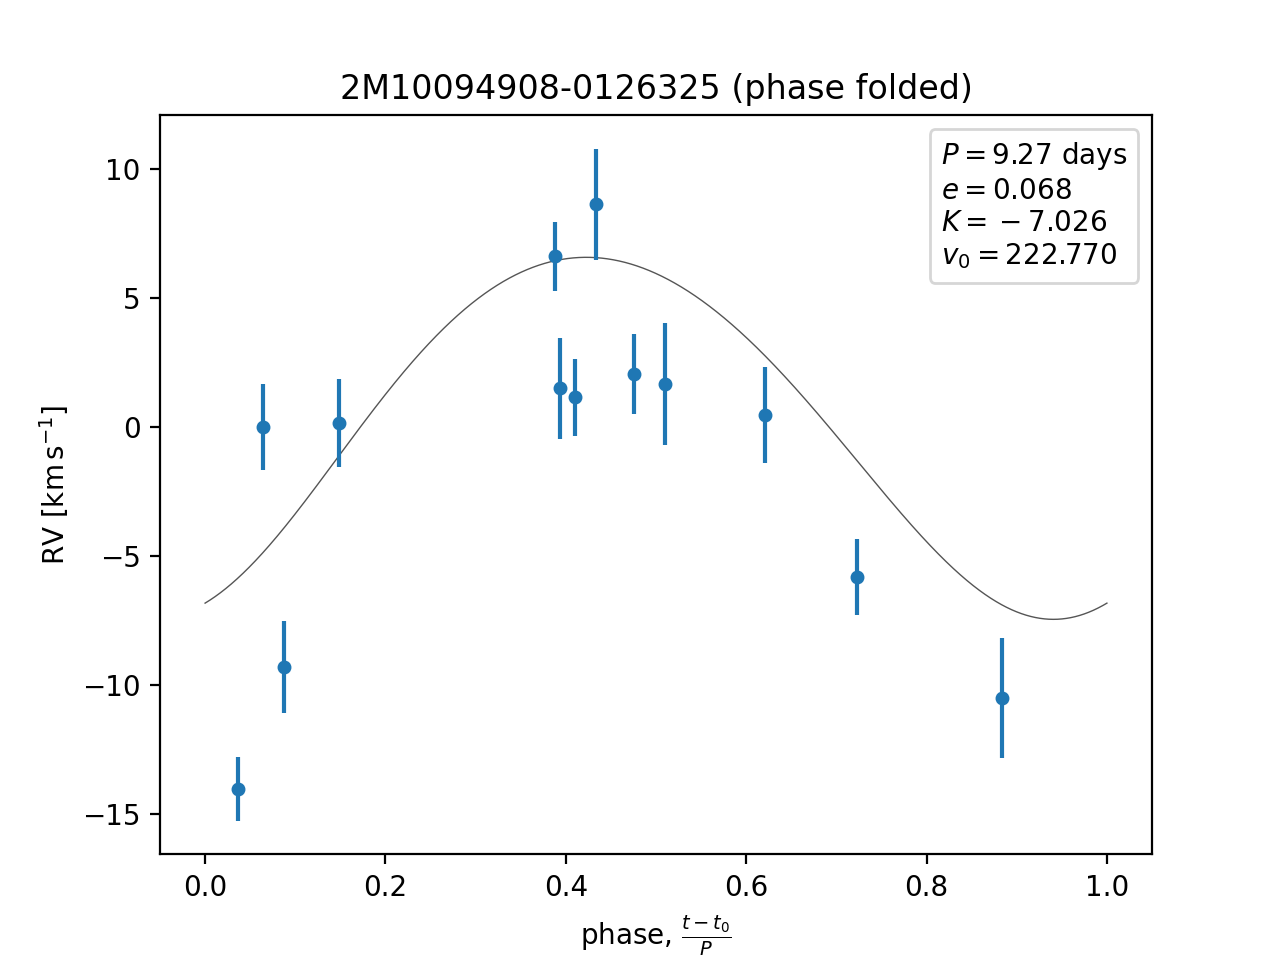 2M10094908-0126325 (phase folded)
P = 9.27 days
e = 0.068
K = −7.026
v₀ = 222.770
RV [km s⁻¹]
10
5
0
−5
−10
−15
0.0 0.2 0.4 0.6 0.8 1.0
phase, (t − t₀)/P